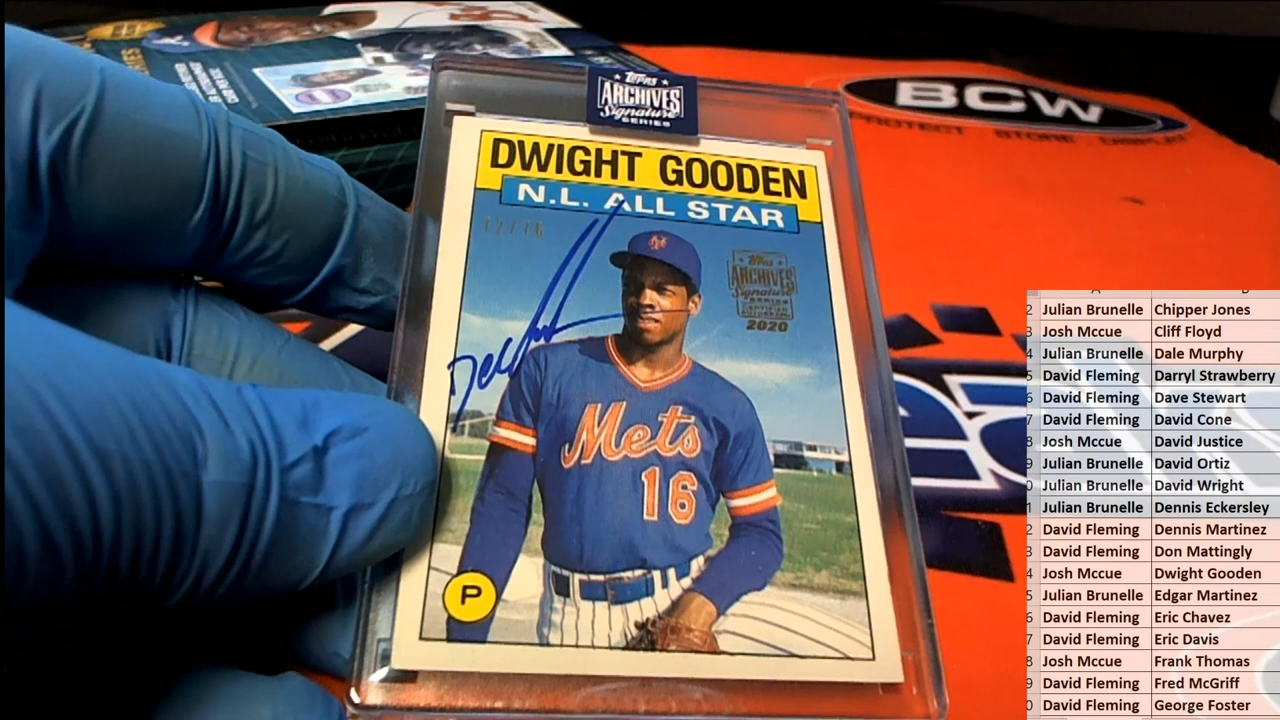 BCW
PROTECT STORE DISPLAY
Topps
ARCHIVES
Signature
SERIES
DWIGHT GOODEN
N.L. ALL STAR
Topps
ARCHIVES
Signature
SERIES
CERTIFIED
AUTOGRAPH
2020
Mets
16
P
2 Julian Brunelle Chipper Jones
3 Josh Mccue Cliff Floyd
4 Julian Brunelle Dale Murphy
5 David Fleming Darryl Strawberry
6 David Fleming Dave Stewart
7 David Fleming David Cone
8 Josh Mccue David Justice
9 Julian Brunelle David Ortiz
0 Julian Brunelle David Wright
1 Julian Brunelle Dennis Eckersley
2 David Fleming Dennis Martinez
3 David Fleming Don Mattingly
4 Josh Mccue Dwight Gooden
5 Julian Brunelle Edgar Martinez
6 David Fleming Eric Chavez
7 David Fleming Eric Davis
8 Josh Mccue Frank Thomas
9 David Fleming Fred McGriff
0 David Fleming George Foster